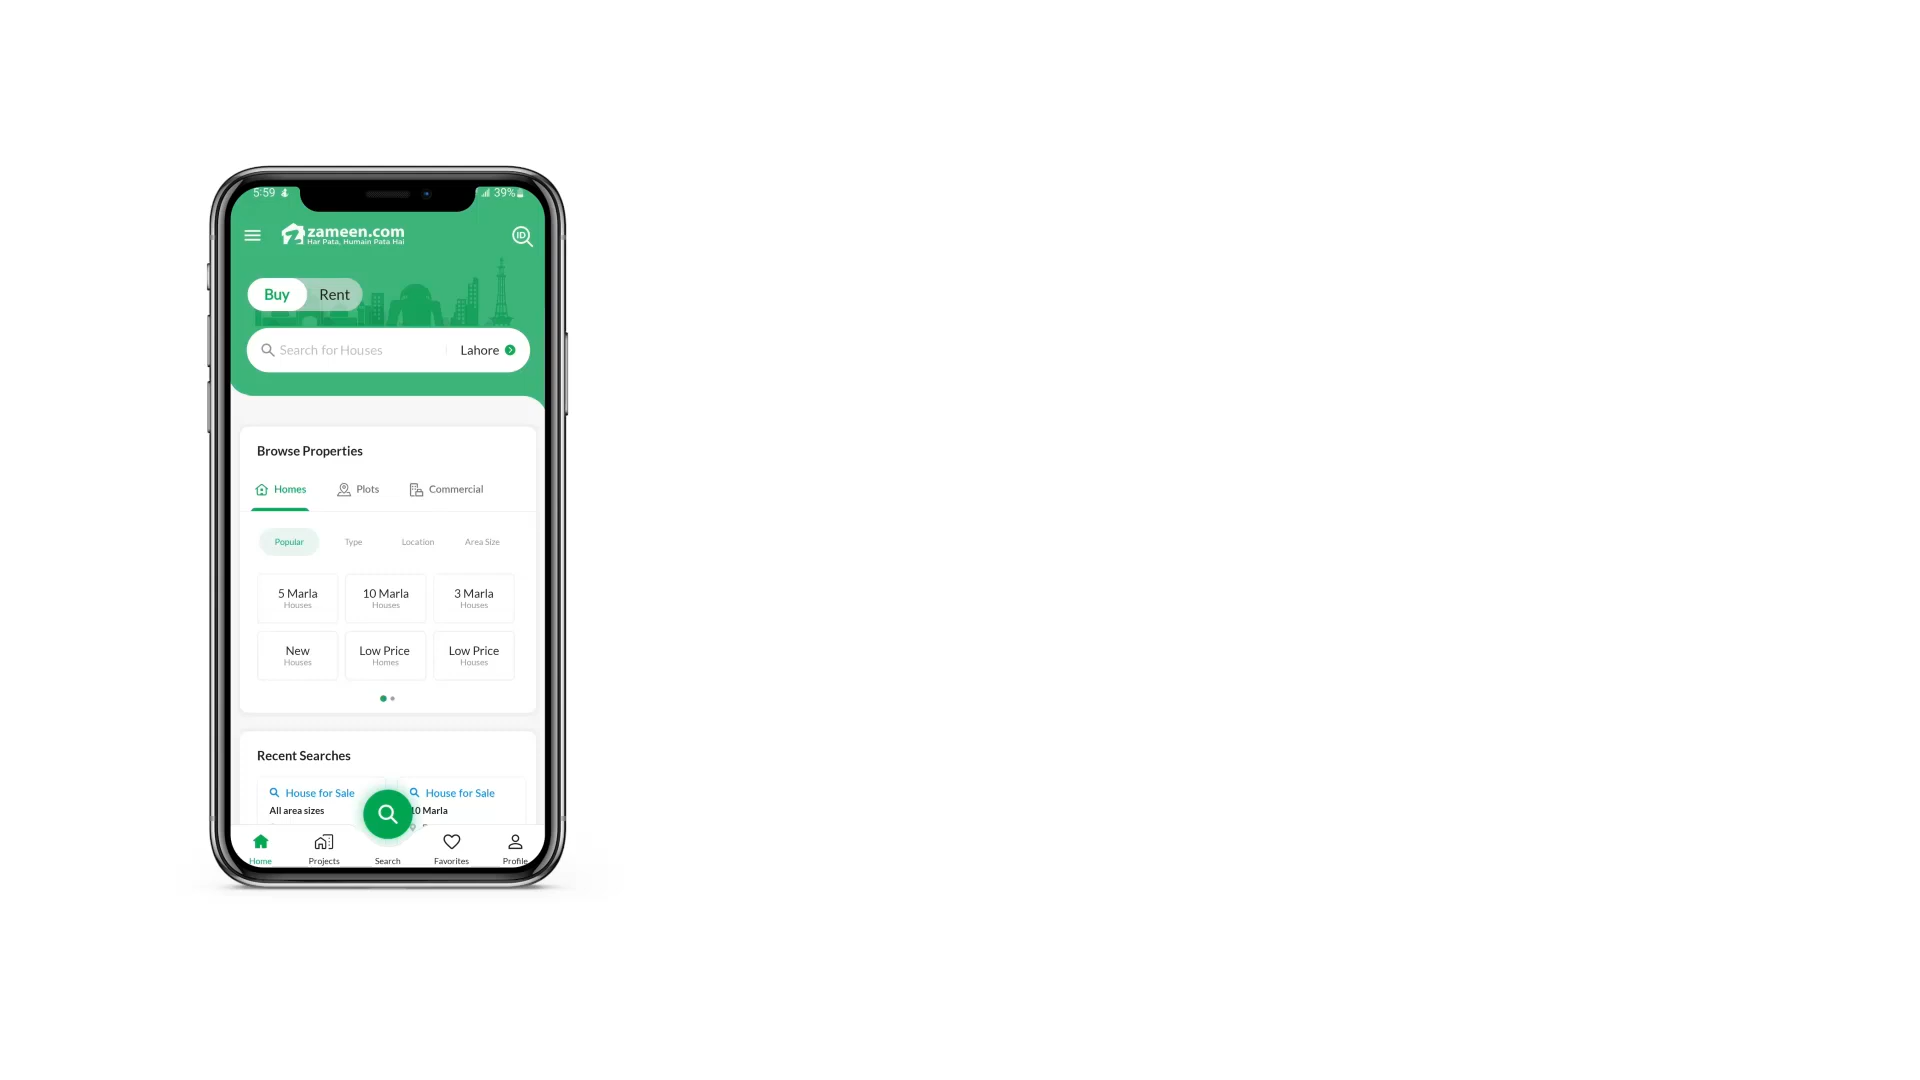 5:59
39%
zameen.com
Har Pata, Humain Pata Hai
ID
Buy Rent
Search for Houses Lahore
Browse Properties
Homes Plots Commercial
Popular Type Location Area Size
5 Marla 10 Marla 3 Marla
Houses Houses Houses
New Low Price Low Price
Houses Homes Houses
Recent Searches
House for Sale House for Sale
All area sizes 10 Marla
Home Projects Search Favorites Profile